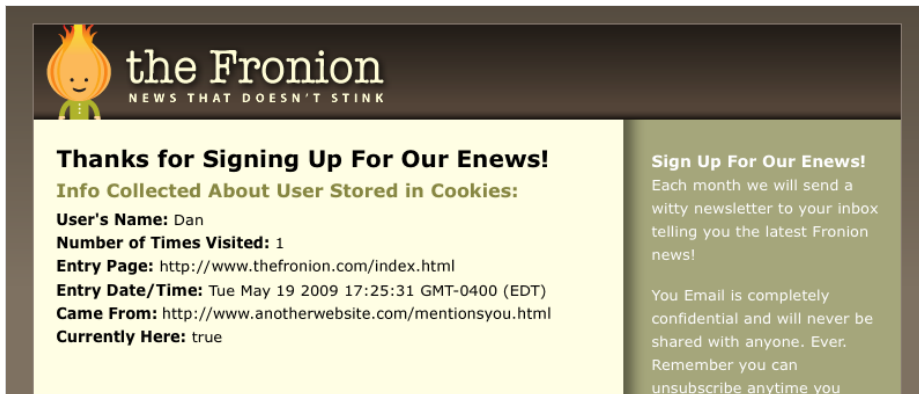 the Fronion
NEWS THAT DOESN'T STINK
Thanks for Signing Up For Our Enews!
Info Collected About User Stored in Cookies:
User's Name: Dan
Number of Times Visited: 1
Entry Page: http://www.thefronion.com/index.html
Entry Date/Time: Tue May 19 2009 17:25:31 GMT-0400 (EDT)
Came From: http://www.anotherwebsite.com/mentionsyou.html
Currently Here: true
Sign Up For Our Enews!
Each month we will send a
witty newsletter to your inbox
telling you the latest Fronion
news!
You Email is completely
confidential and will never be
shared with anyone. Ever.
Remember you can
unsubscribe anytime you